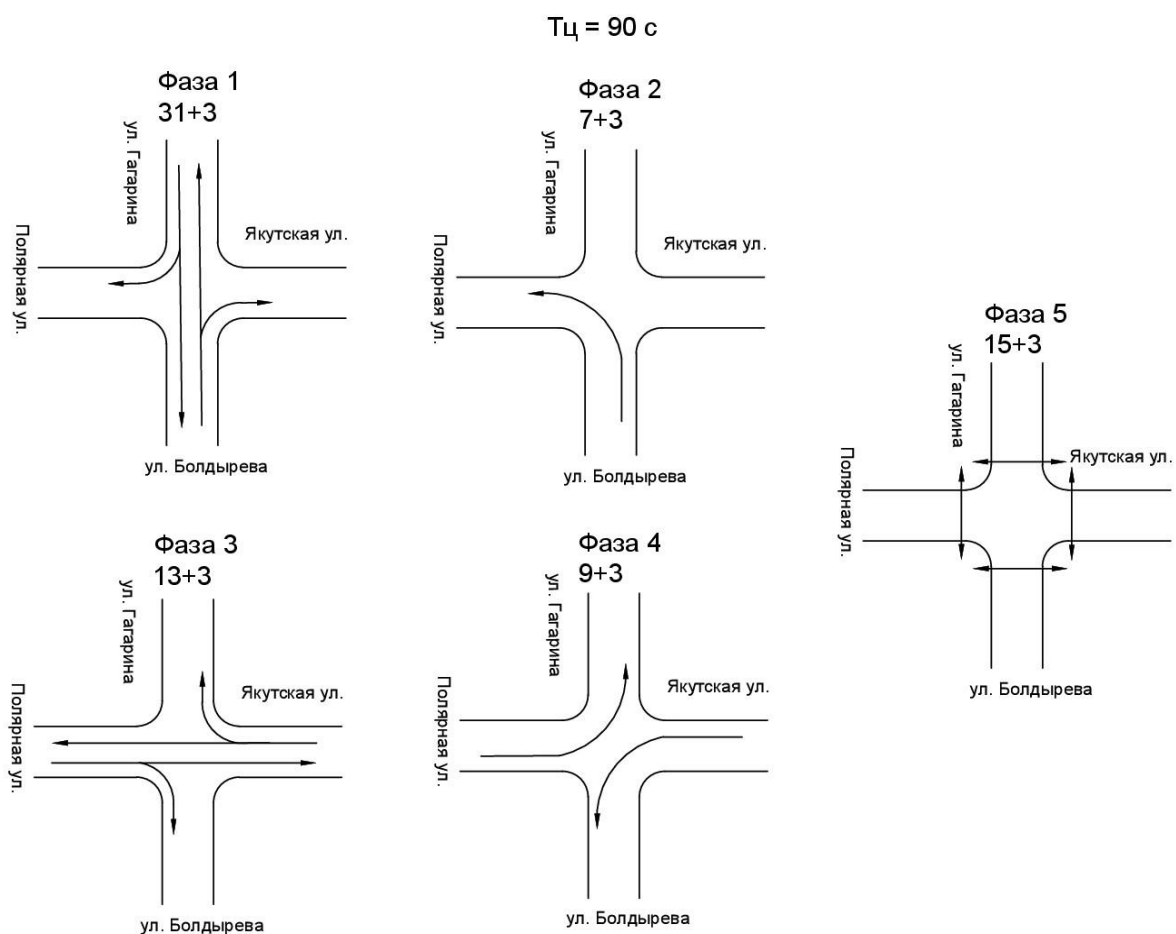 Тц = 90 с
Фаза 1
31+3
ул. Гагарина
Якутская ул.
Полярная ул.
ул. Болдырева
Фаза 2
7+3
ул. Гагарина
Якутская ул.
Полярная ул.
ул. Болдырева
Фаза 3
13+3
ул. Гагарина
Якутская ул.
Полярная ул.
ул. Болдырева
Фаза 4
9+3
ул. Гагарина
Якутская ул.
Полярная ул.
ул. Болдырева
Фаза 5
15+3
ул. Гагарина
Якутская ул.
Полярная ул.
ул. Болдырева